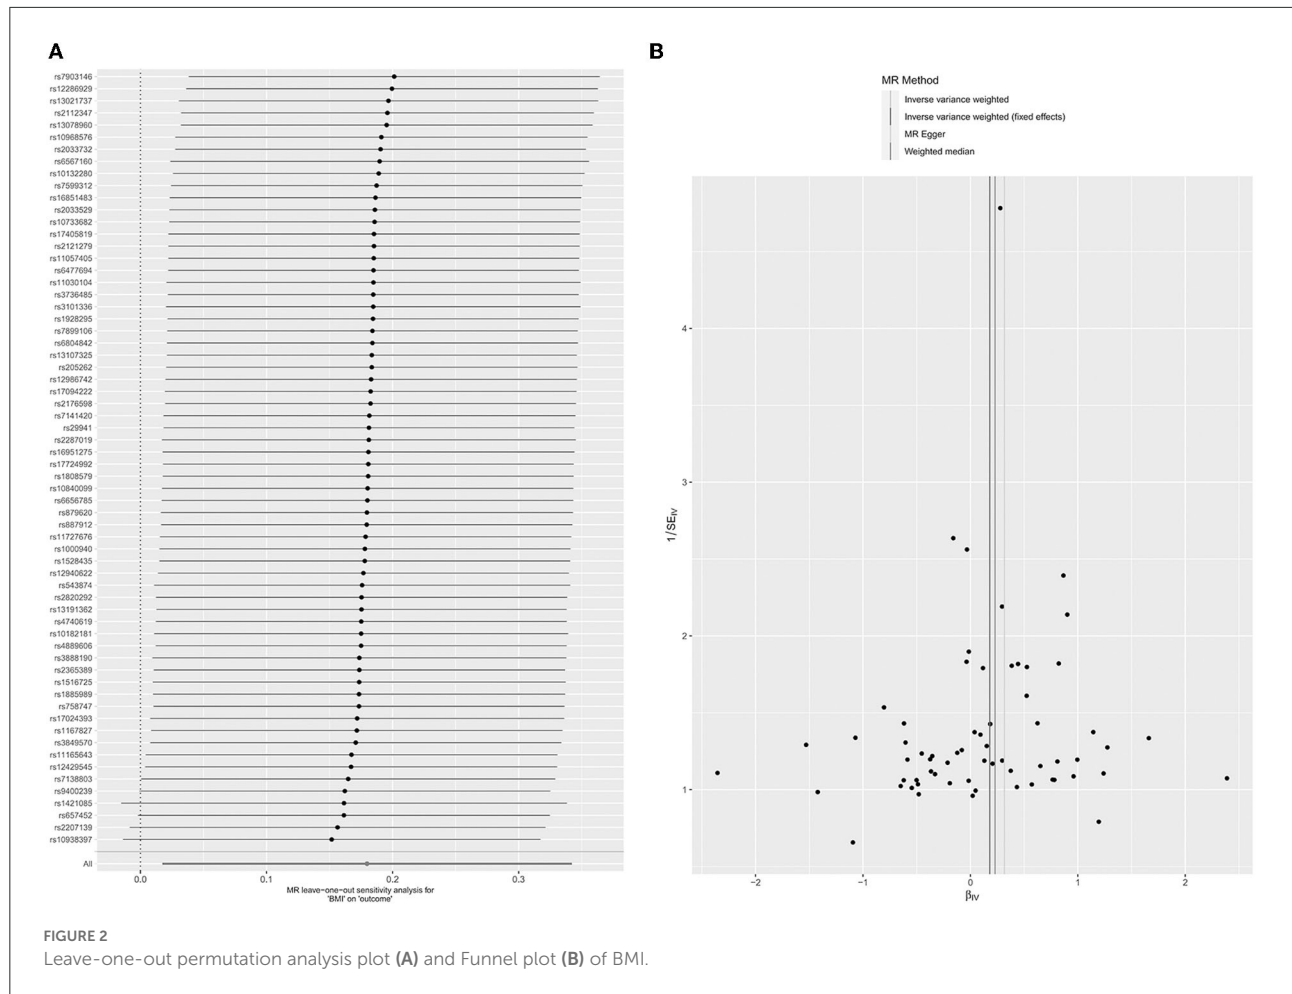 A
rs7903146
rs12286929
rs13021737
rs2112347
rs13078960
rs10968576
rs2033732
rs6567160
rs10132280
rs7599312
rs16851483
rs2033529
rs10733682
rs17405819
rs2121279
rs11057405
rs6477694
rs11030104
rs3736485
rs3101336
rs1928295
rs7899106
rs6804842
rs13107325
rs205262
rs12986742
rs17094222
rs2176598
rs7141420
rs29941
rs2287019
rs16951275
rs17724992
rs1808579
rs10840099
rs6656785
rs879620
rs887912
rs11727676
rs1000940
rs1528435
rs12940622
rs543874
rs2820292
rs13191362
rs4740619
rs10182181
rs4889606
rs3888190
rs2365389
rs1516725
rs1885989
rs758747
rs17024393
rs1167827
rs3849570
rs11165643
rs12429545
rs7138803
rs9400239
rs1421085
rs657452
rs2207139
rs10938397
All
0.0 0.1 0.2 0.3
MR leave-one-out sensitivity analysis for
'BMI' on 'outcome'
B
MR Method
Inverse variance weighted
Inverse variance weighted (fixed effects)
MR Egger
Weighted median
4
3
2
1
1/SEIV
−2 −1 0 1 2
βIV
FIGURE 2
Leave-one-out permutation analysis plot (A) and Funnel plot (B) of BMI.